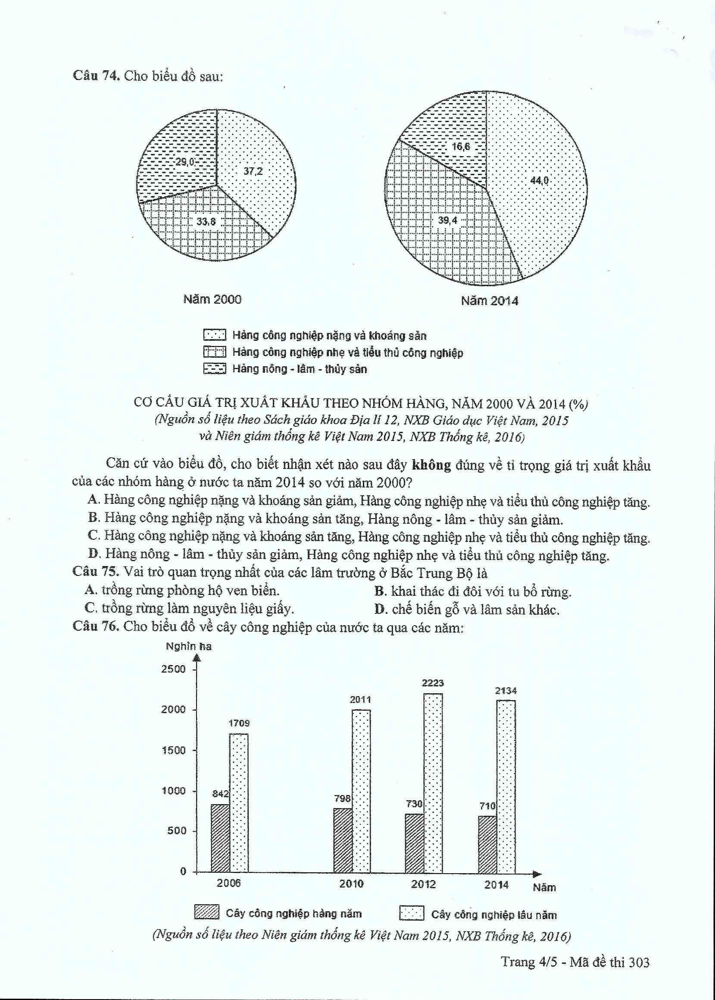 Câu 74. Cho biểu đồ sau:
29,0
37,2
33,8
16,6
44,0
39,4
Năm 2000
Năm 2014
Hàng công nghiệp nặng và khoáng sản
Hàng công nghiệp nhẹ và tiểu thủ công nghiệp
Hàng nông - lâm - thủy sản
CƠ CẤU GIÁ TRỊ XUẤT KHẨU THEO NHÓM HÀNG, NĂM 2000 VÀ 2014 (%)
(Nguồn số liệu theo Sách giáo khoa Địa lí 12, NXB Giáo dục Việt Nam, 2015
và Niên giám thống kê Việt Nam 2015, NXB Thống kê, 2016)
Căn cứ vào biểu đồ, cho biết nhận xét nào sau đây không đúng về tỉ trọng giá trị xuất khẩu
của các nhóm hàng ở nước ta năm 2014 so với năm 2000?
A. Hàng công nghiệp nặng và khoáng sản giảm, Hàng công nghiệp nhẹ và tiểu thủ công nghiệp tăng.
B. Hàng công nghiệp nặng và khoáng sản tăng, Hàng nông - lâm - thủy sản giảm.
C. Hàng công nghiệp nặng và khoáng sản tăng, Hàng công nghiệp nhẹ và tiểu thủ công nghiệp tăng.
D. Hàng nông - lâm - thủy sản giảm, Hàng công nghiệp nhẹ và tiểu thủ công nghiệp tăng.
Câu 75. Vai trò quan trọng nhất của các lâm trường ở Bắc Trung Bộ là
A. trồng rừng phòng hộ ven biển. B. khai thác đi đôi với tu bổ rừng.
C. trồng rừng làm nguyên liệu giấy. D. chế biến gỗ và lâm sản khác.
Câu 76. Cho biểu đồ về cây công nghiệp của nước ta qua các năm:
Nghìn ha
2500
2000
1500
1000
500
0
842
1709
798
2011
730
2223
710
2134
2006 2010 2012 2014 Năm
Cây công nghiệp hàng năm Cây công nghiệp lâu năm
(Nguồn số liệu theo Niên giám thống kê Việt Nam 2015, NXB Thống kê, 2016)
Trang 4/5 - Mã đề thi 303